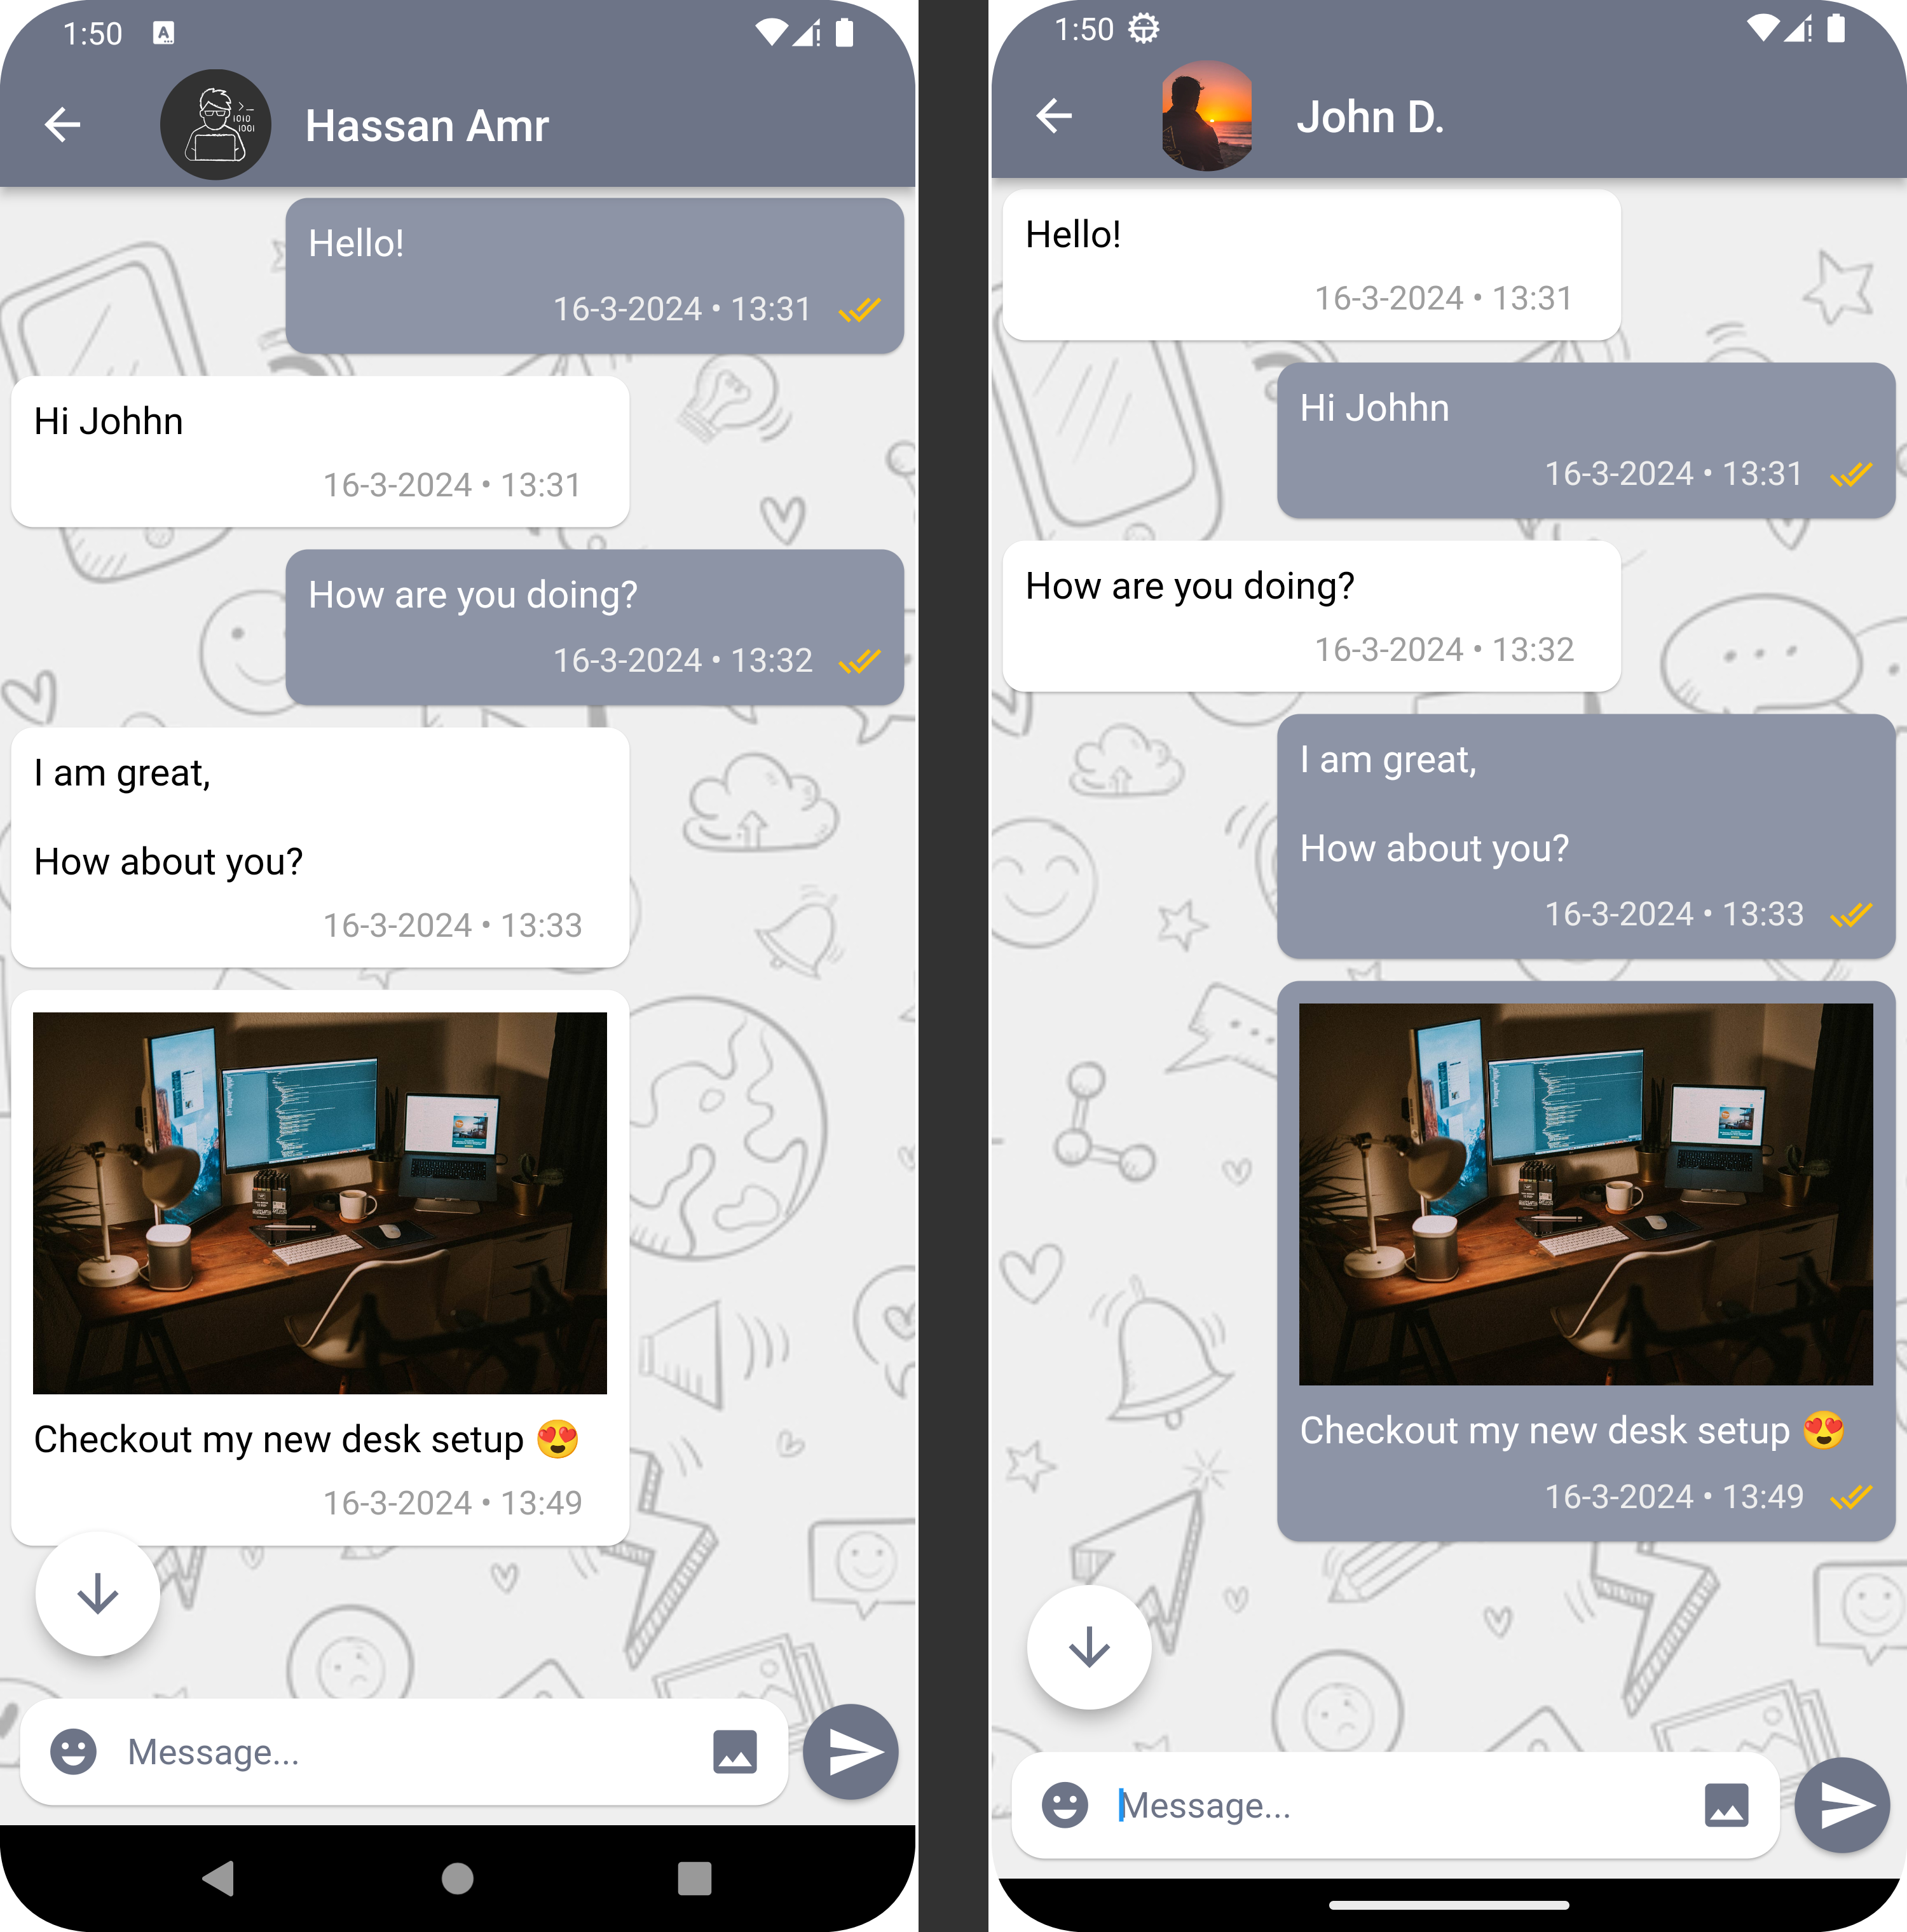 1:50
Hassan Amr
Hello!
16-3-2024 • 13:31
Hi Johhn
16-3-2024 • 13:31
How are you doing?
16-3-2024 • 13:32
I am great,
How about you?
16-3-2024 • 13:33
Checkout my new desk setup 😍
16-3-2024 • 13:49
Message...
1:50
John D.
Hello!
16-3-2024 • 13:31
Hi Johhn
16-3-2024 • 13:31
How are you doing?
16-3-2024 • 13:32
I am great,
How about you?
16-3-2024 • 13:33
Checkout my new desk setup 😍
16-3-2024 • 13:49
Message...